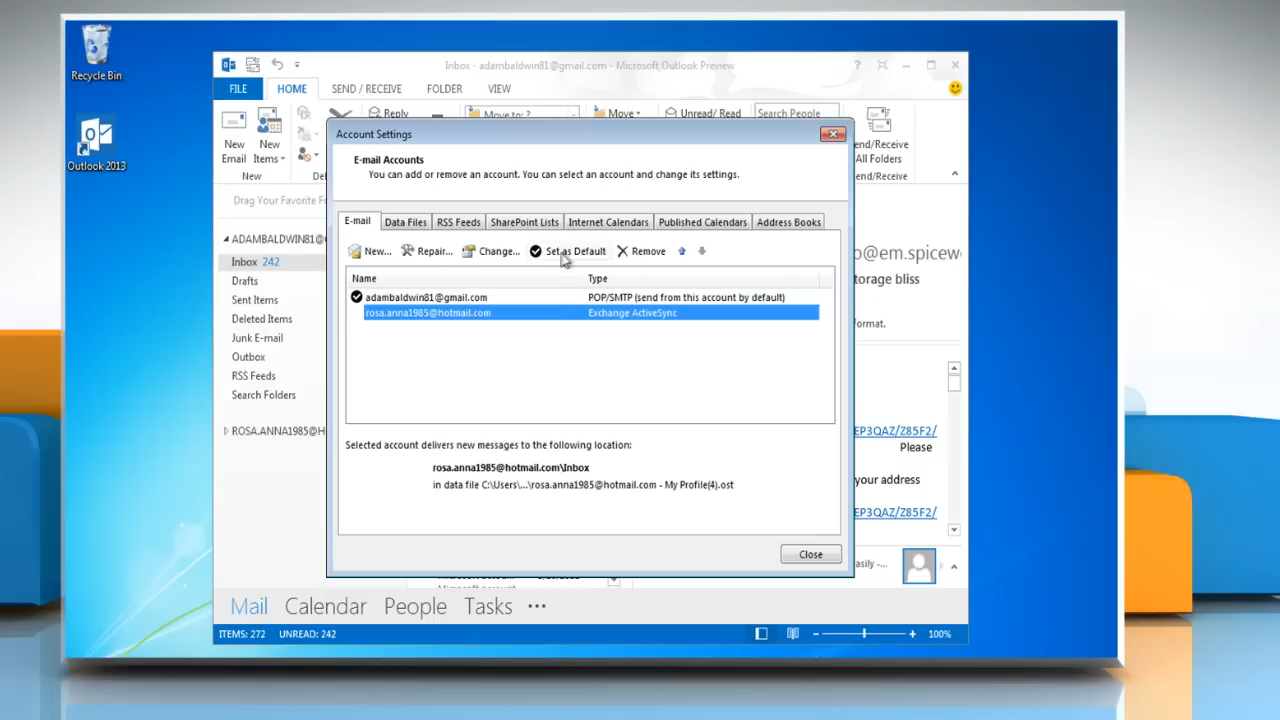 Recycle Bin
Outlook 2013
Inbox - adambaldwin81@gmail.com - Microsoft Outlook Preview
FILE HOME SEND / RECEIVE FOLDER VIEW
Reply Move to: ? Move Unread/ Read Search People
New Email New Items
end/Receive
All Folders
New Del end/Receive
Drag Your Favorite F
ADAMBALDWIN81@G
Inbox 242
Drafts
Sent Items
Deleted Items
Junk E-mail
Outbox
RSS Feeds
Search Folders
ROSA.ANNA1985@H
Account Settings
E-mail Accounts
You can add or remove an account. You can select an account and change its settings.
E-mail Data Files RSS Feeds SharePoint Lists Internet Calendars Published Calendars Address Books
New... Repair... Change... Set as Default Remove
Name Type
adambaldwin81@gmail.com POP/SMTP (send from this account by default)
rosa.anna1985@hotmail.com Exchange ActiveSync
Selected account delivers new messages to the following location:
rosa.anna1985@hotmail.com\Inbox
in data file C:\Users\...\rosa.anna1985@hotmail.com - My Profile(4).ost
Close
o@em.spicew
torage bliss
format.
EP3QAZ/Z85F2/
Please
your address
EP3QAZ/Z85F2/
asily -...
Mail Calendar People Tasks •••
ITEMS: 272 UNREAD: 242 100%